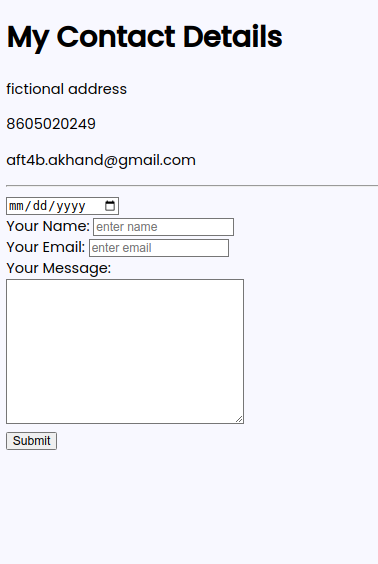 My Contact Details
fictional address
8605020249
aft4b.akhand@gmail.com
mm/dd/yyyy
Your Name: enter name
Your Email: enter email
Your Message:
Submit